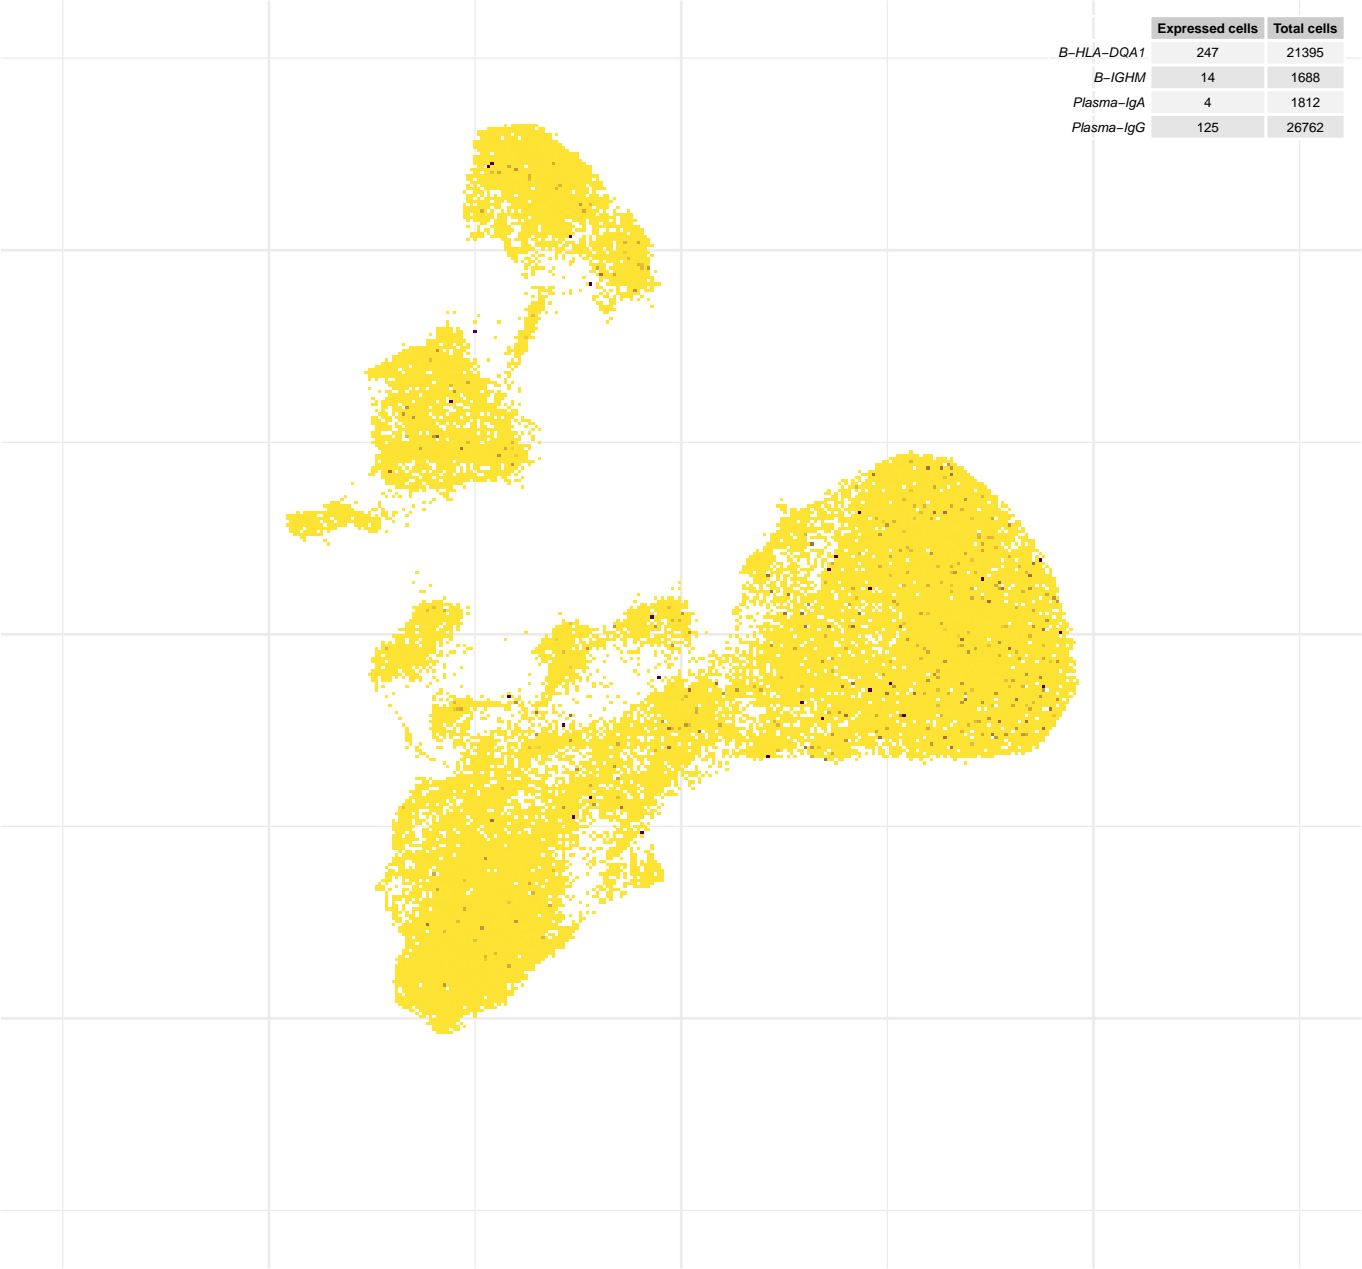 Expressed cells Total cells
B−HLA−DQA1 247 21395
B−IGHM 14 1688
Plasma−IgA 4 1812
Plasma−IgG 125 26762